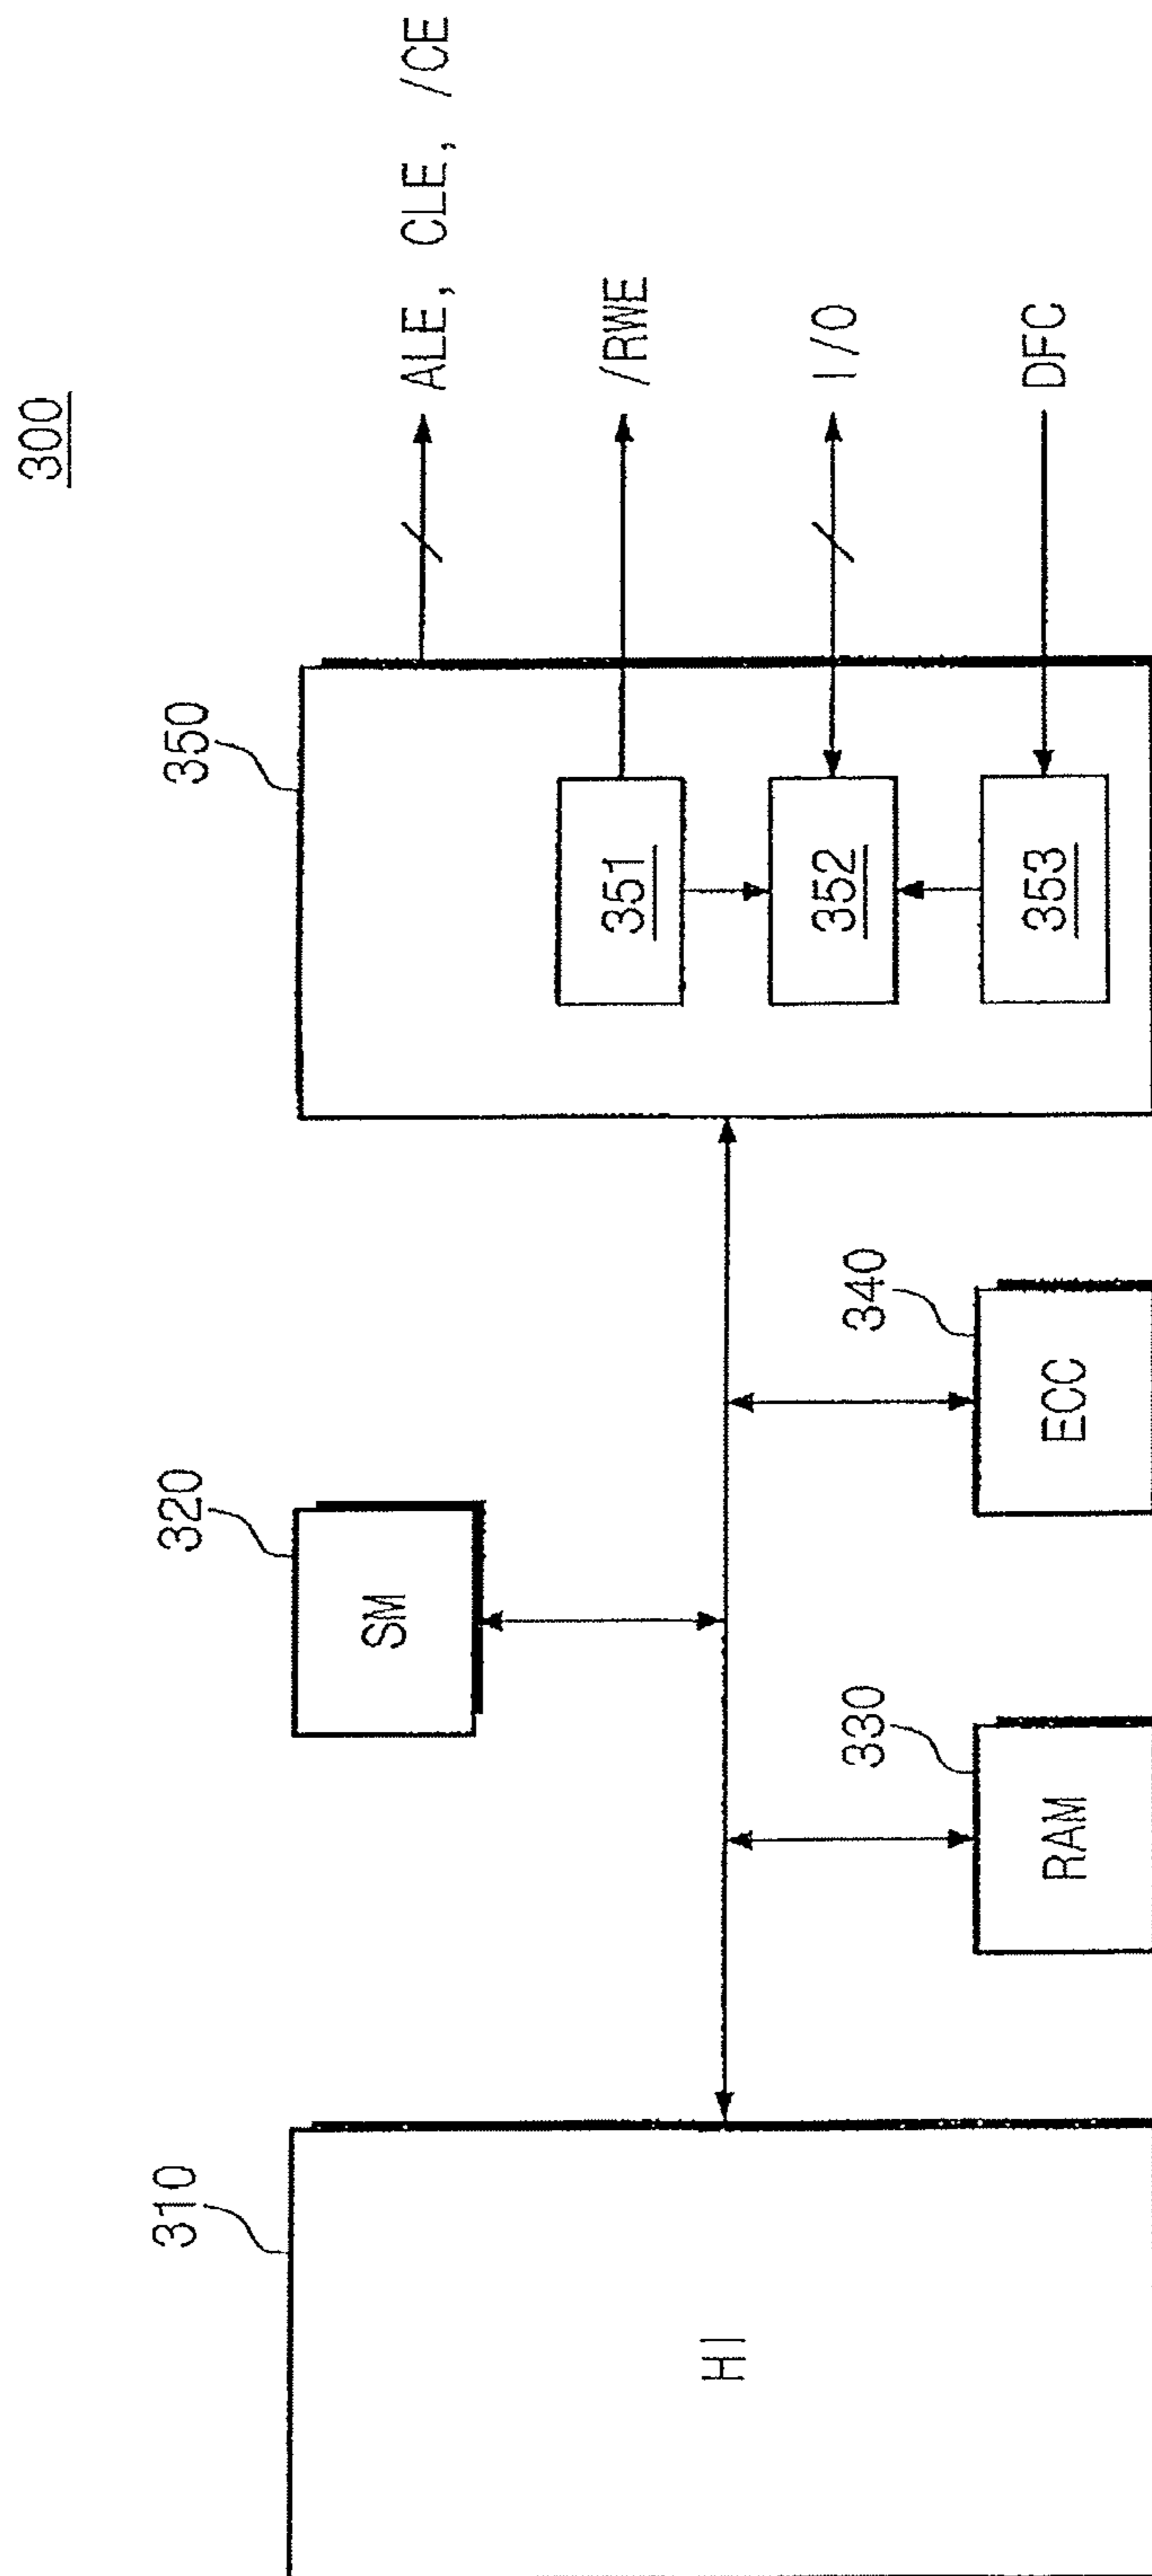 300
310
HI
320
SM
330
RAM
340
ECC
350
351
352
353
ALE, CLE, /CE
/RWE
I/O
DFC